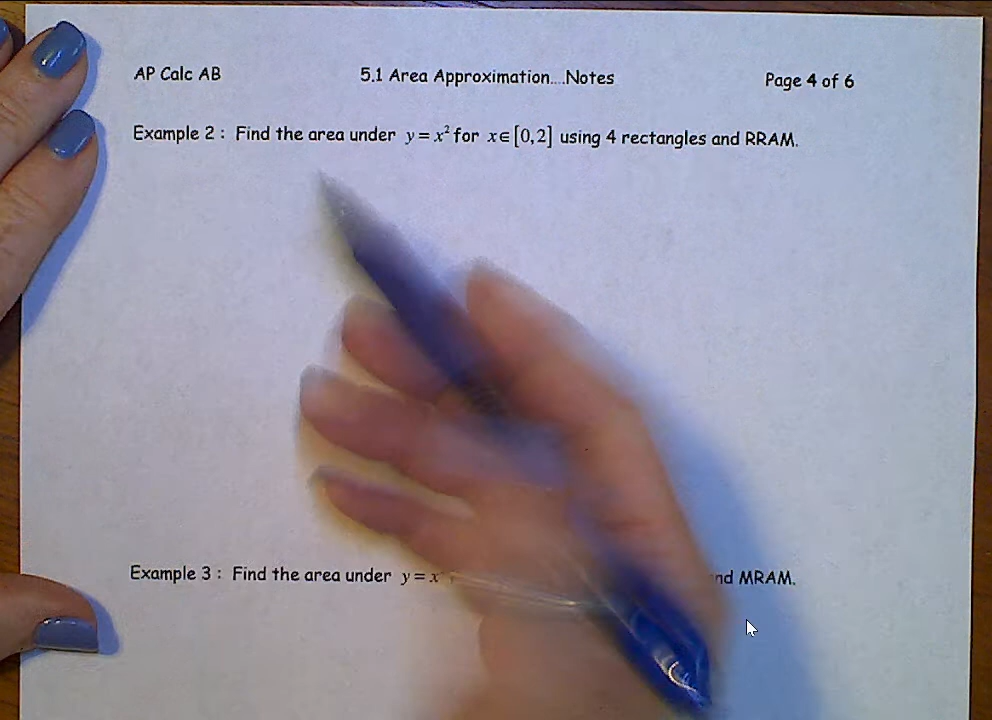 AP Calc AB 5.1 Area Approximation....Notes Page 4 of 6
Example 2 : Find the area under y = x² for x ∈ [0,2] using 4 rectangles and RRAM.
Example 3 : Find the area under y = x MRAM.